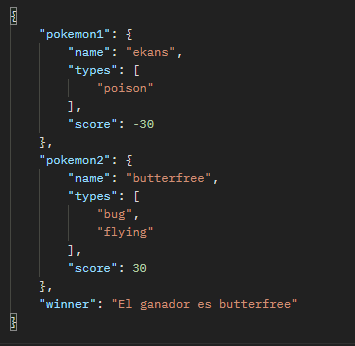 {
"pokemon1": {
"name": "ekans",
"types": [
"poison"
],
"score": -30
},
"pokemon2": {
"name": "butterfree",
"types": [
"bug",
"flying"
],
"score": 30
},
"winner": "El ganador es butterfree"
}